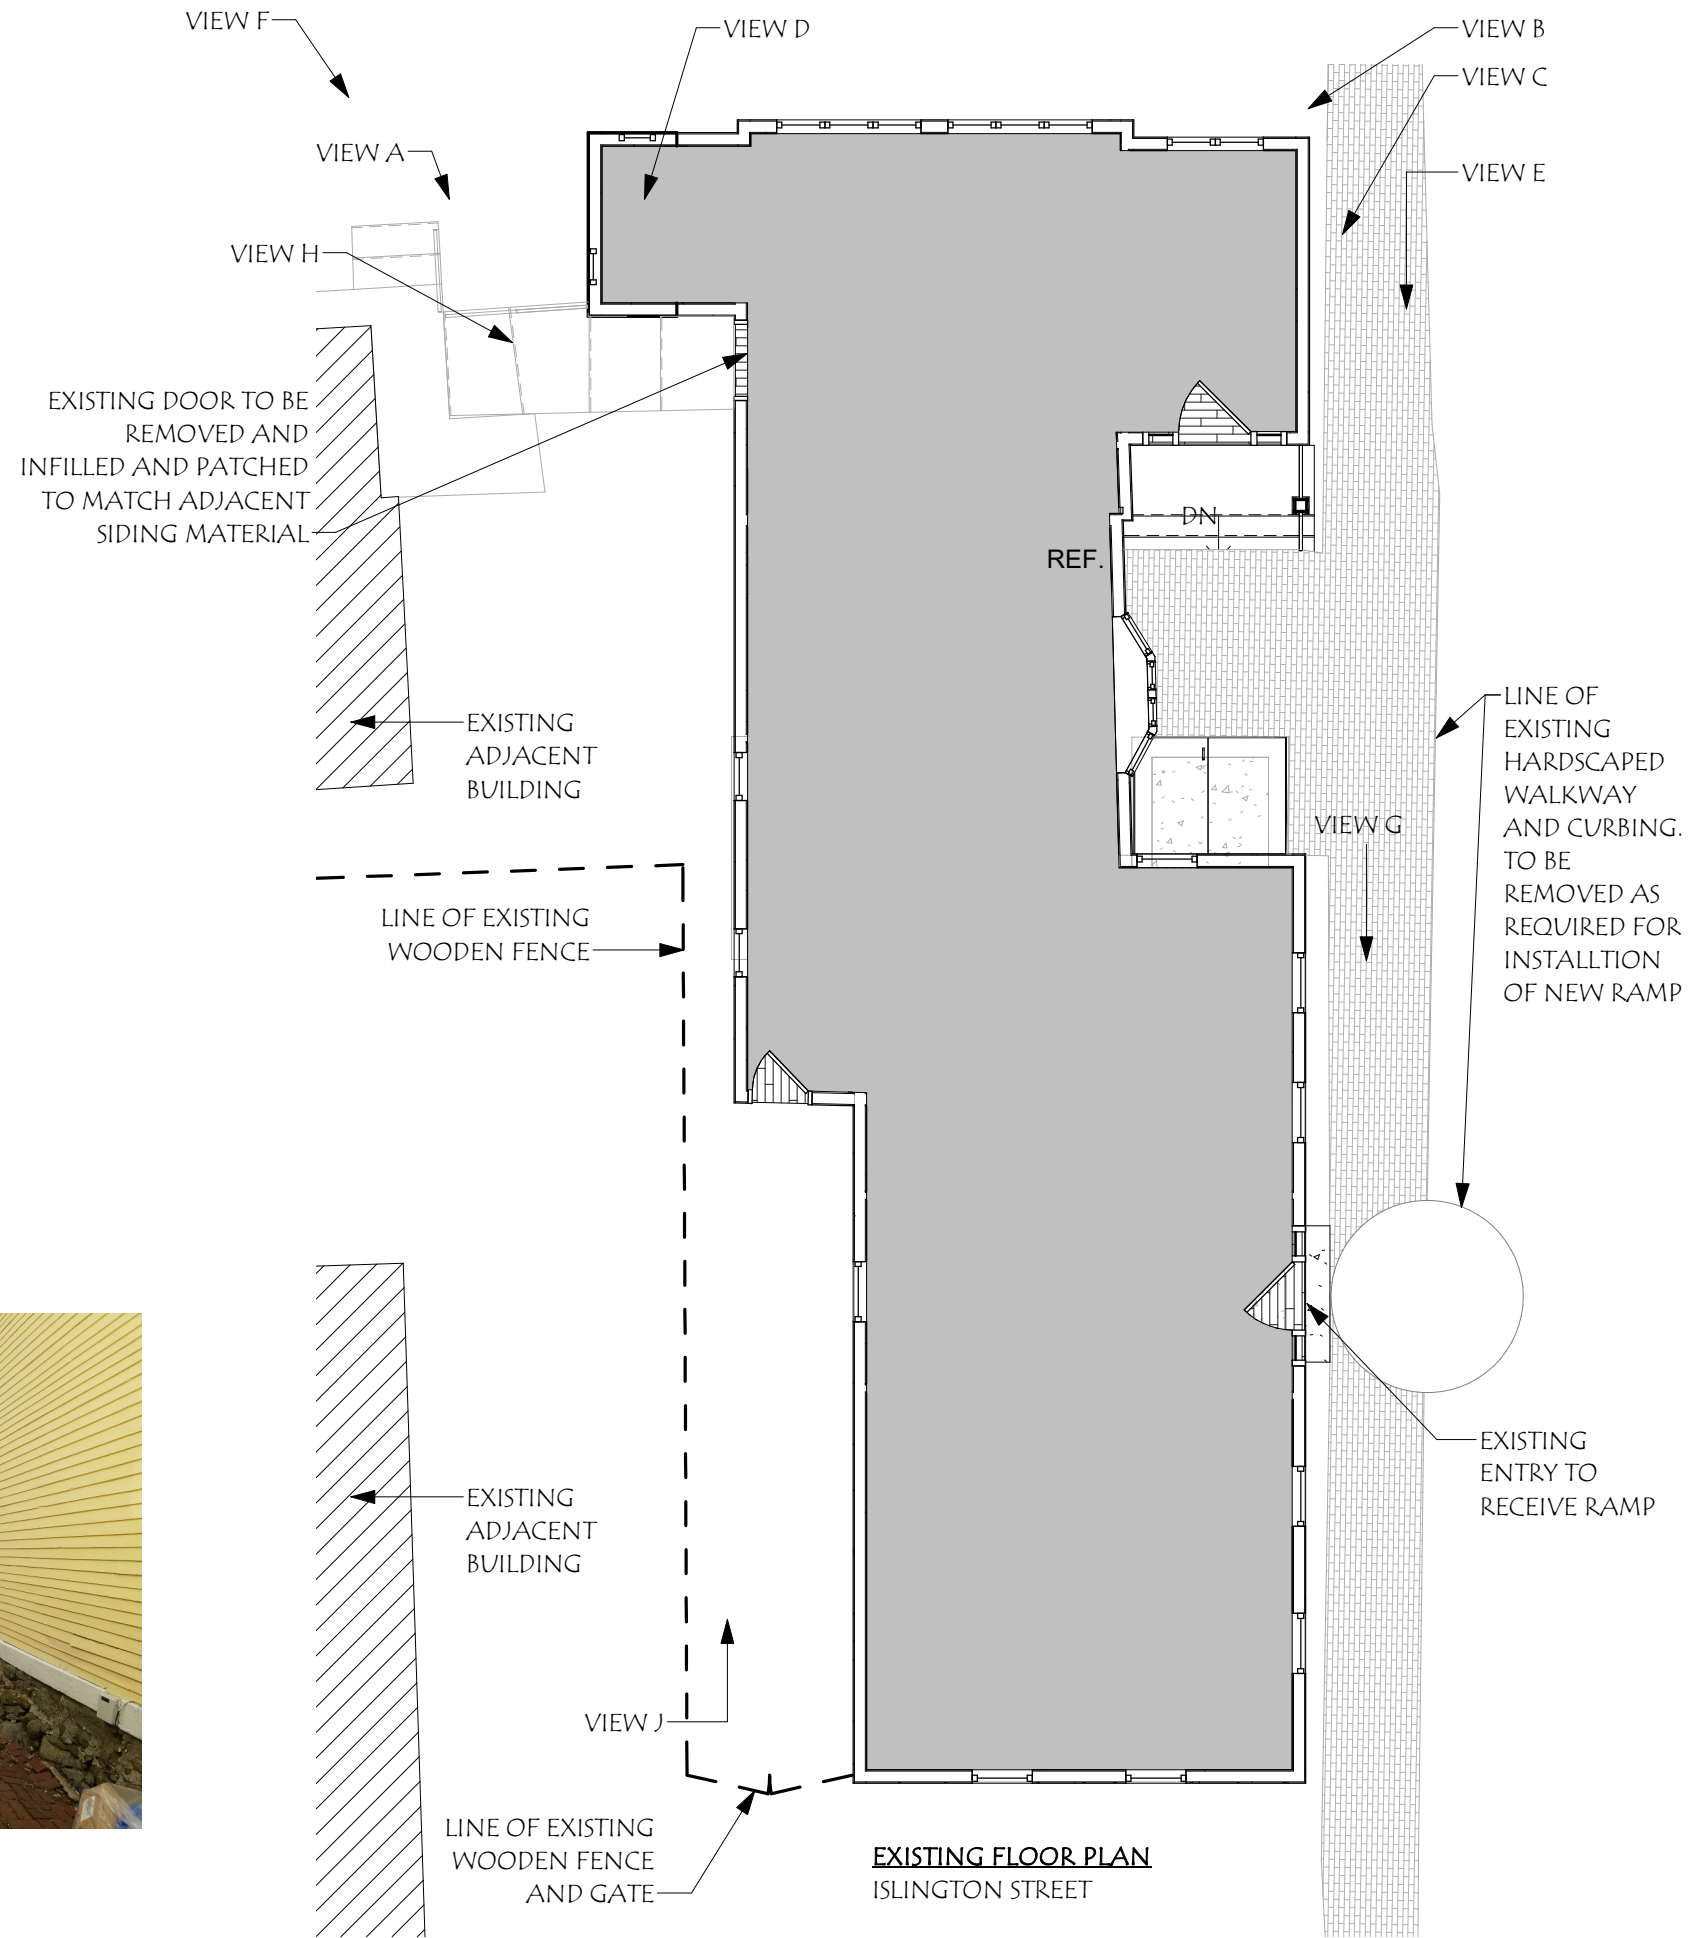 VIEW F
VIEW D
VIEW B
VIEW C
VIEW A
VIEW E
VIEW H
EXISTING DOOR TO BE
REMOVED AND
INFILLED AND PATCHED
TO MATCH ADJACENT
SIDING MATERIAL
DN
REF.
EXISTING
ADJACENT
BUILDING
LINE OF
EXISTING
HARDSCAPED
WALKWAY
AND CURBING.
TO BE
REMOVED AS
REQUIRED FOR
INSTALLTION
OF NEW RAMP
VIEW G
LINE OF EXISTING
WOODEN FENCE
EXISTING
ENTRY TO
RECEIVE RAMP
EXISTING
ADJACENT
BUILDING
VIEW J
LINE OF EXISTING
WOODEN FENCE
AND GATE
EXISTING FLOOR PLAN
ISLINGTON STREET